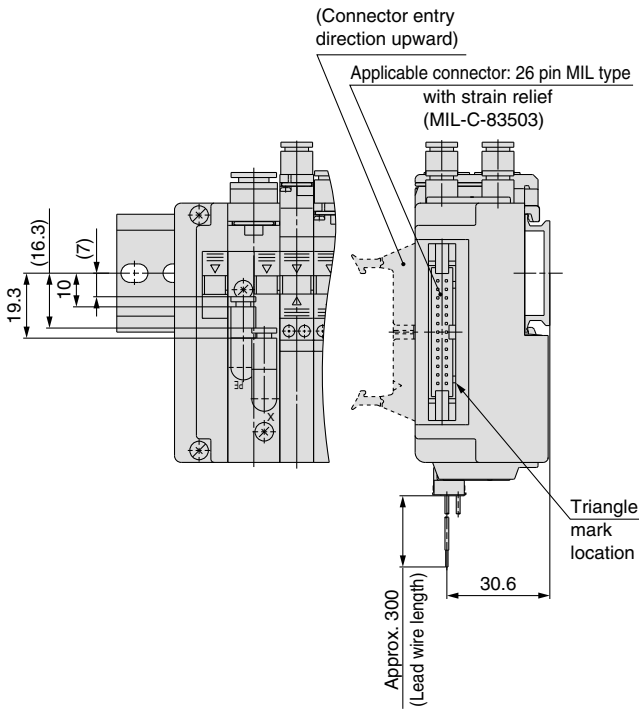 (Connector entry
direction upward)
Applicable connector: 26 pin MIL type
with strain relief
(MIL-C-83503)
(16.3)
(7)
10
19.3
PE
X
Triangle
mark
location
30.6
Approx. 300
(Lead wire length)